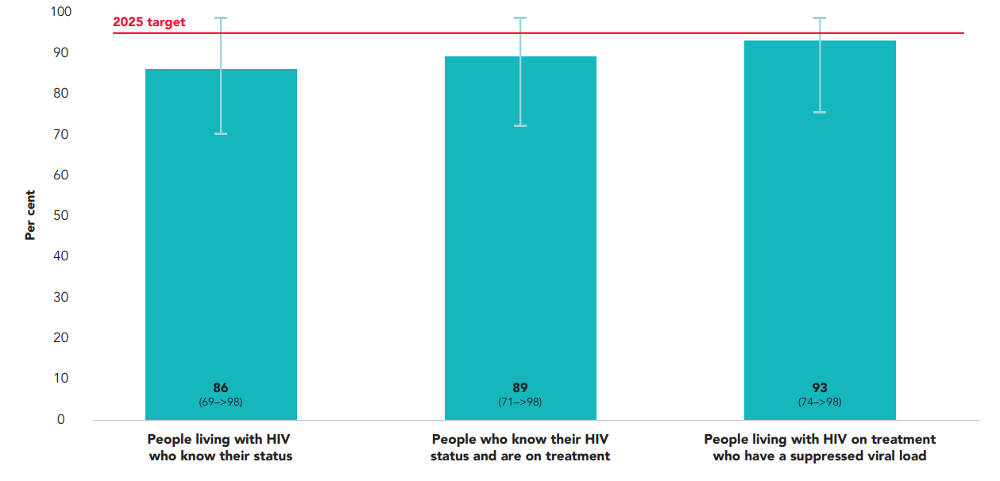 100
2025 target
90
80
70
60
50
40
30
20
10
0
Per cent
86
(69–>98)
89
(71–>98)
93
(74–>98)
People living with HIV
who know their status
People who know their HIV
status and are on treatment
People living with HIV on treatment
who have a suppressed viral load